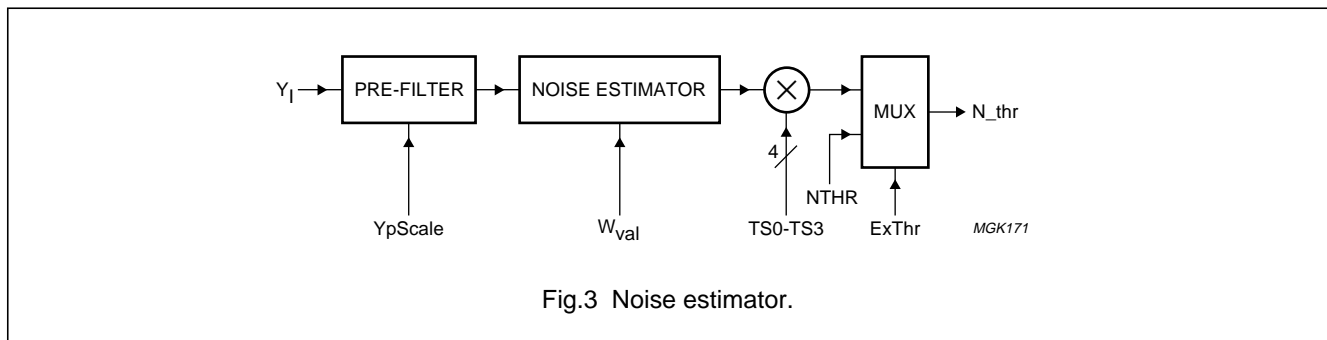 Y_I
PRE-FILTER
NOISE ESTIMATOR
MUX
N_thr
4
NTHR
YpScale
W_val
TS0-TS3
ExThr
MGK171
Fig.3 Noise estimator.